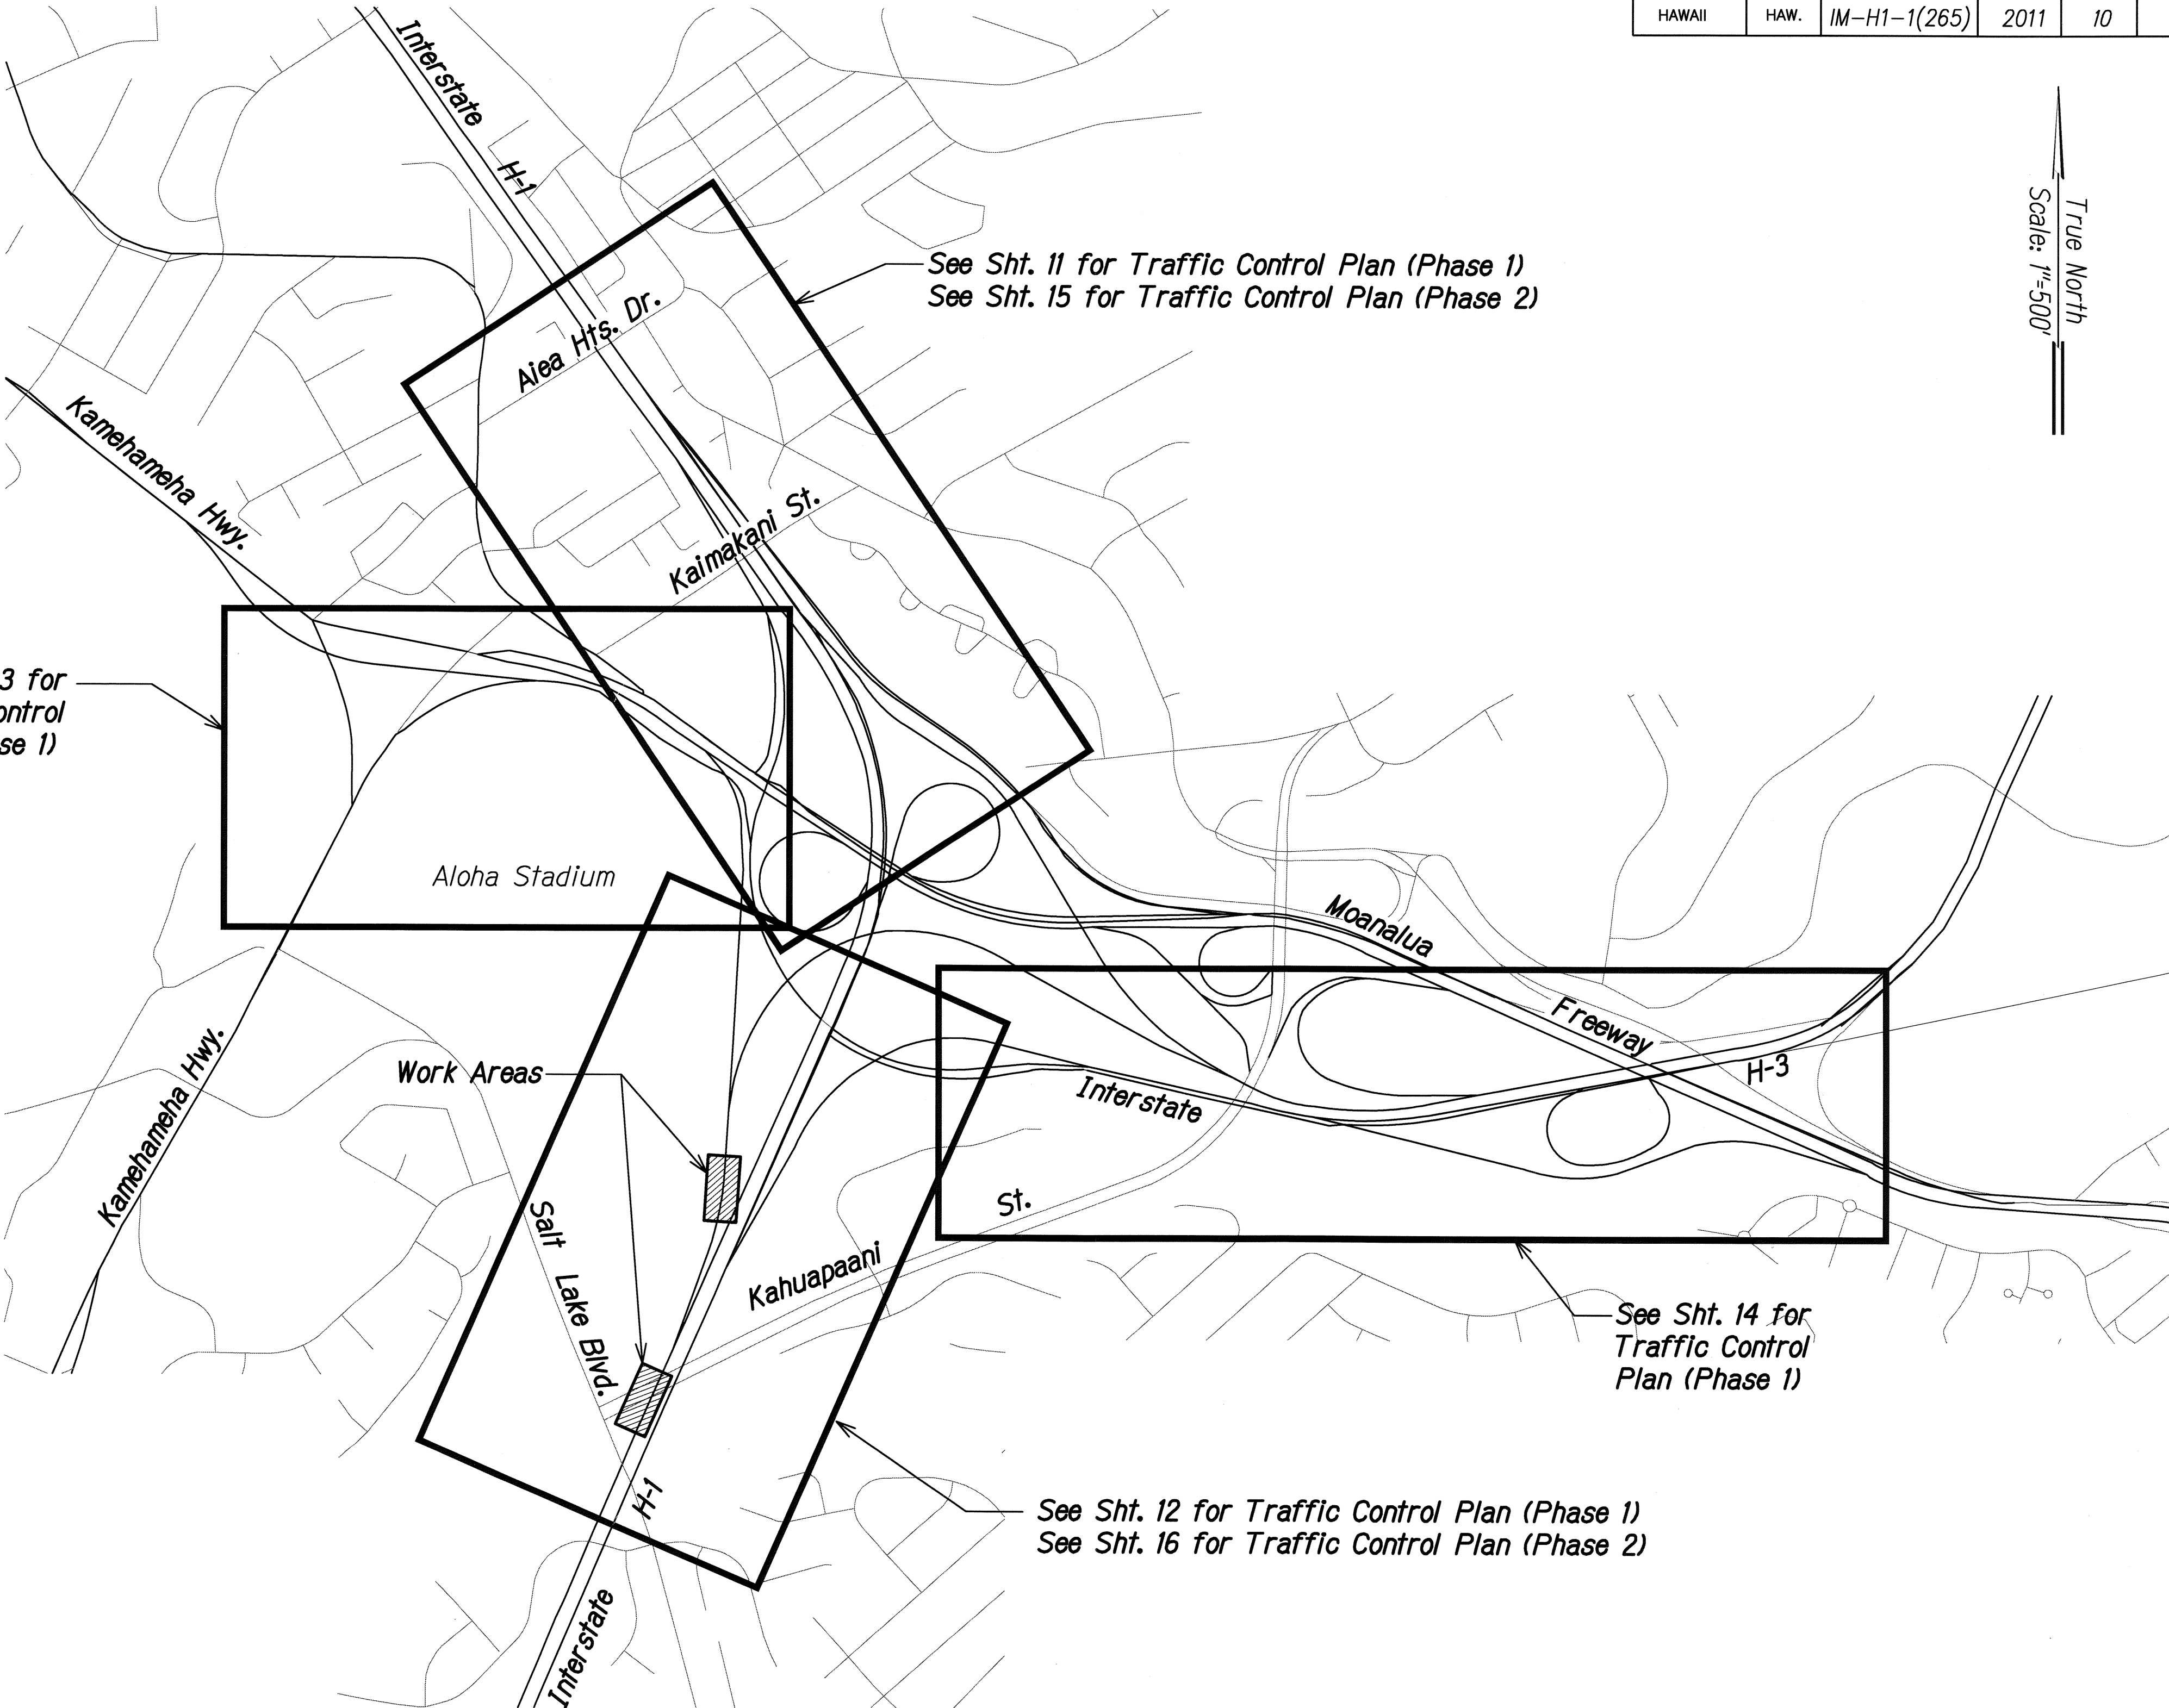 HAWAII HAW. IM-H1-1(265) 2011 10
True North
Scale: 1"=500'
Interstate H-1
See Sht. 11 for Traffic Control Plan (Phase 1)
See Sht. 15 for Traffic Control Plan (Phase 2)
Aiea Hts. Dr.
Kamehameha Hwy.
Kaimakani St.
3 for
ontrol
se 1)
Aloha Stadium
Moanalua Freeway
Work Areas
Interstate H-3
Kamehameha Hwy.
Salt Lake Blvd.
Kahuapaani St.
See Sht. 14 for
Traffic Control
Plan (Phase 1)
See Sht. 12 for Traffic Control Plan (Phase 1)
See Sht. 16 for Traffic Control Plan (Phase 2)
Interstate H-1